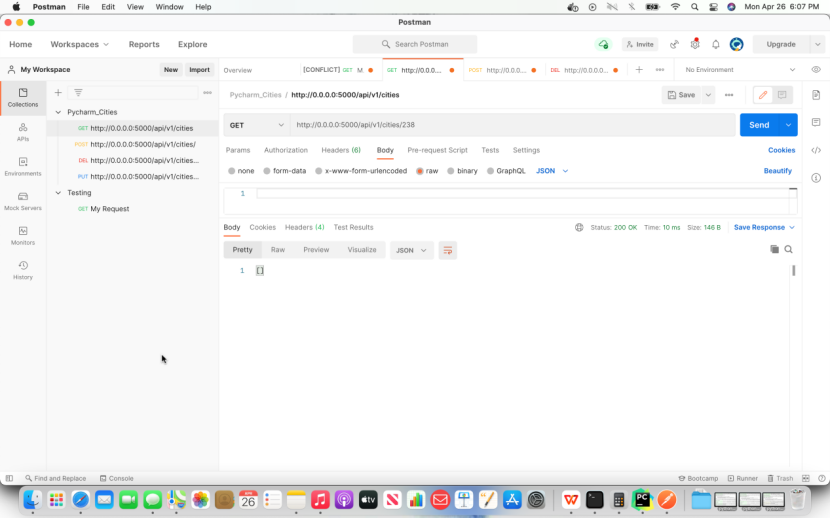 Postman File Edit View Window Help Mon Apr 26 6:07 PM
Postman
Home Workspaces Reports Explore Search Postman Invite Upgrade
My Workspace New Import Overview [CONFLICT] GET M. GET http://0.0.0... POST http://0.0.... DEL http://0.0.0... No Environment
Collections
APIs
Environments
Mock Servers
Monitors
History
Pycharm_Cities
GET http://0.0.0.0:5000/api/v1/cities
POST http://0.0.0.0:5000/api/v1/cities/
DEL http://0.0.0.0:5000/api/v1/cities...
PUT http://0.0.0.0:5000/api/v1/cities...
Testing
GET My Request
Pycharm_Cities / http://0.0.0.0:5000/api/v1/cities Save
GET http://0.0.0.0:5000/api/v1/cities/238 Send
Params Authorization Headers (6) Body Pre-request Script Tests Settings Cookies
none form-data x-www-form-urlencoded raw binary GraphQL JSON Beautify
1
Body Cookies Headers (4) Test Results Status: 200 OK Time: 10 ms Size: 146 B Save Response
Pretty Raw Preview Visualize JSON
1 []
Find and Replace Console Bootcamp Runner Trash
APR
26
tv
W
PC